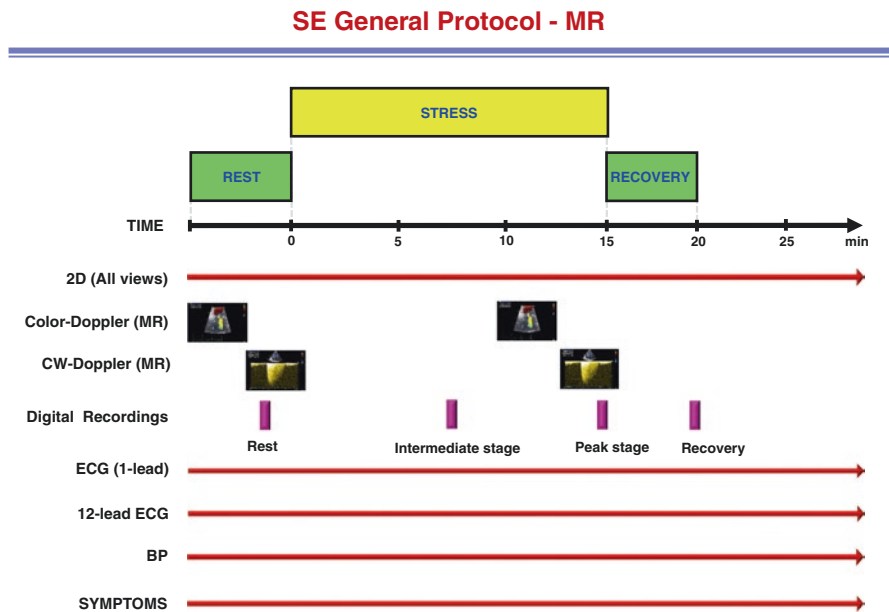 SE General Protocol - MR
STRESS
REST
RECOVERY
TIME
0 5 10 15 20 25 min
2D (All views)
Color-Doppler (MR)
CW-Doppler (MR)
Digital Recordings
Rest Intermediate stage Peak stage Recovery
ECG (1-lead)
12-lead ECG
BP
SYMPTOMS